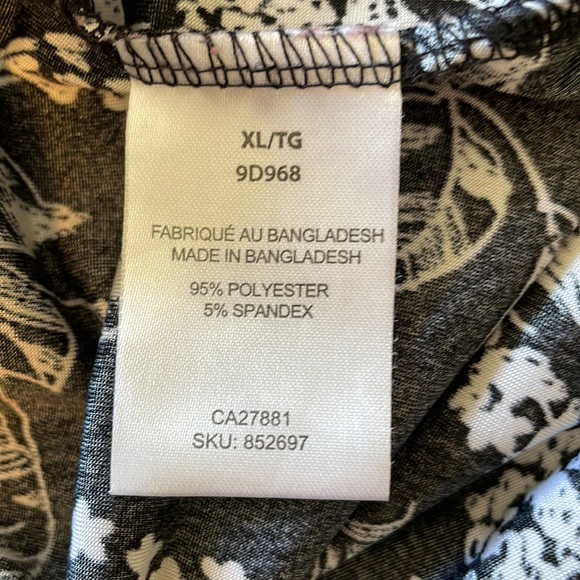 XL/TG
9D968
FABRIQUÉ AU BANGLADESH
MADE IN BANGLADESH
95% POLYESTER
5% SPANDEX
CA27881
SKU: 852697